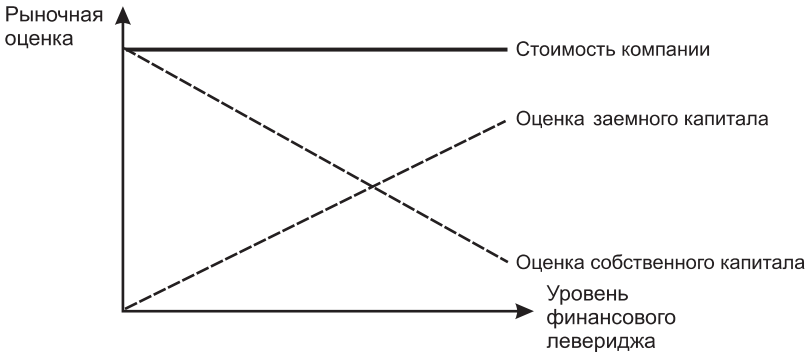 Рыночная
оценка
Стоимость компании
Оценка заемного капитала
Оценка собственного капитала
Уровень
финансового
левериджа